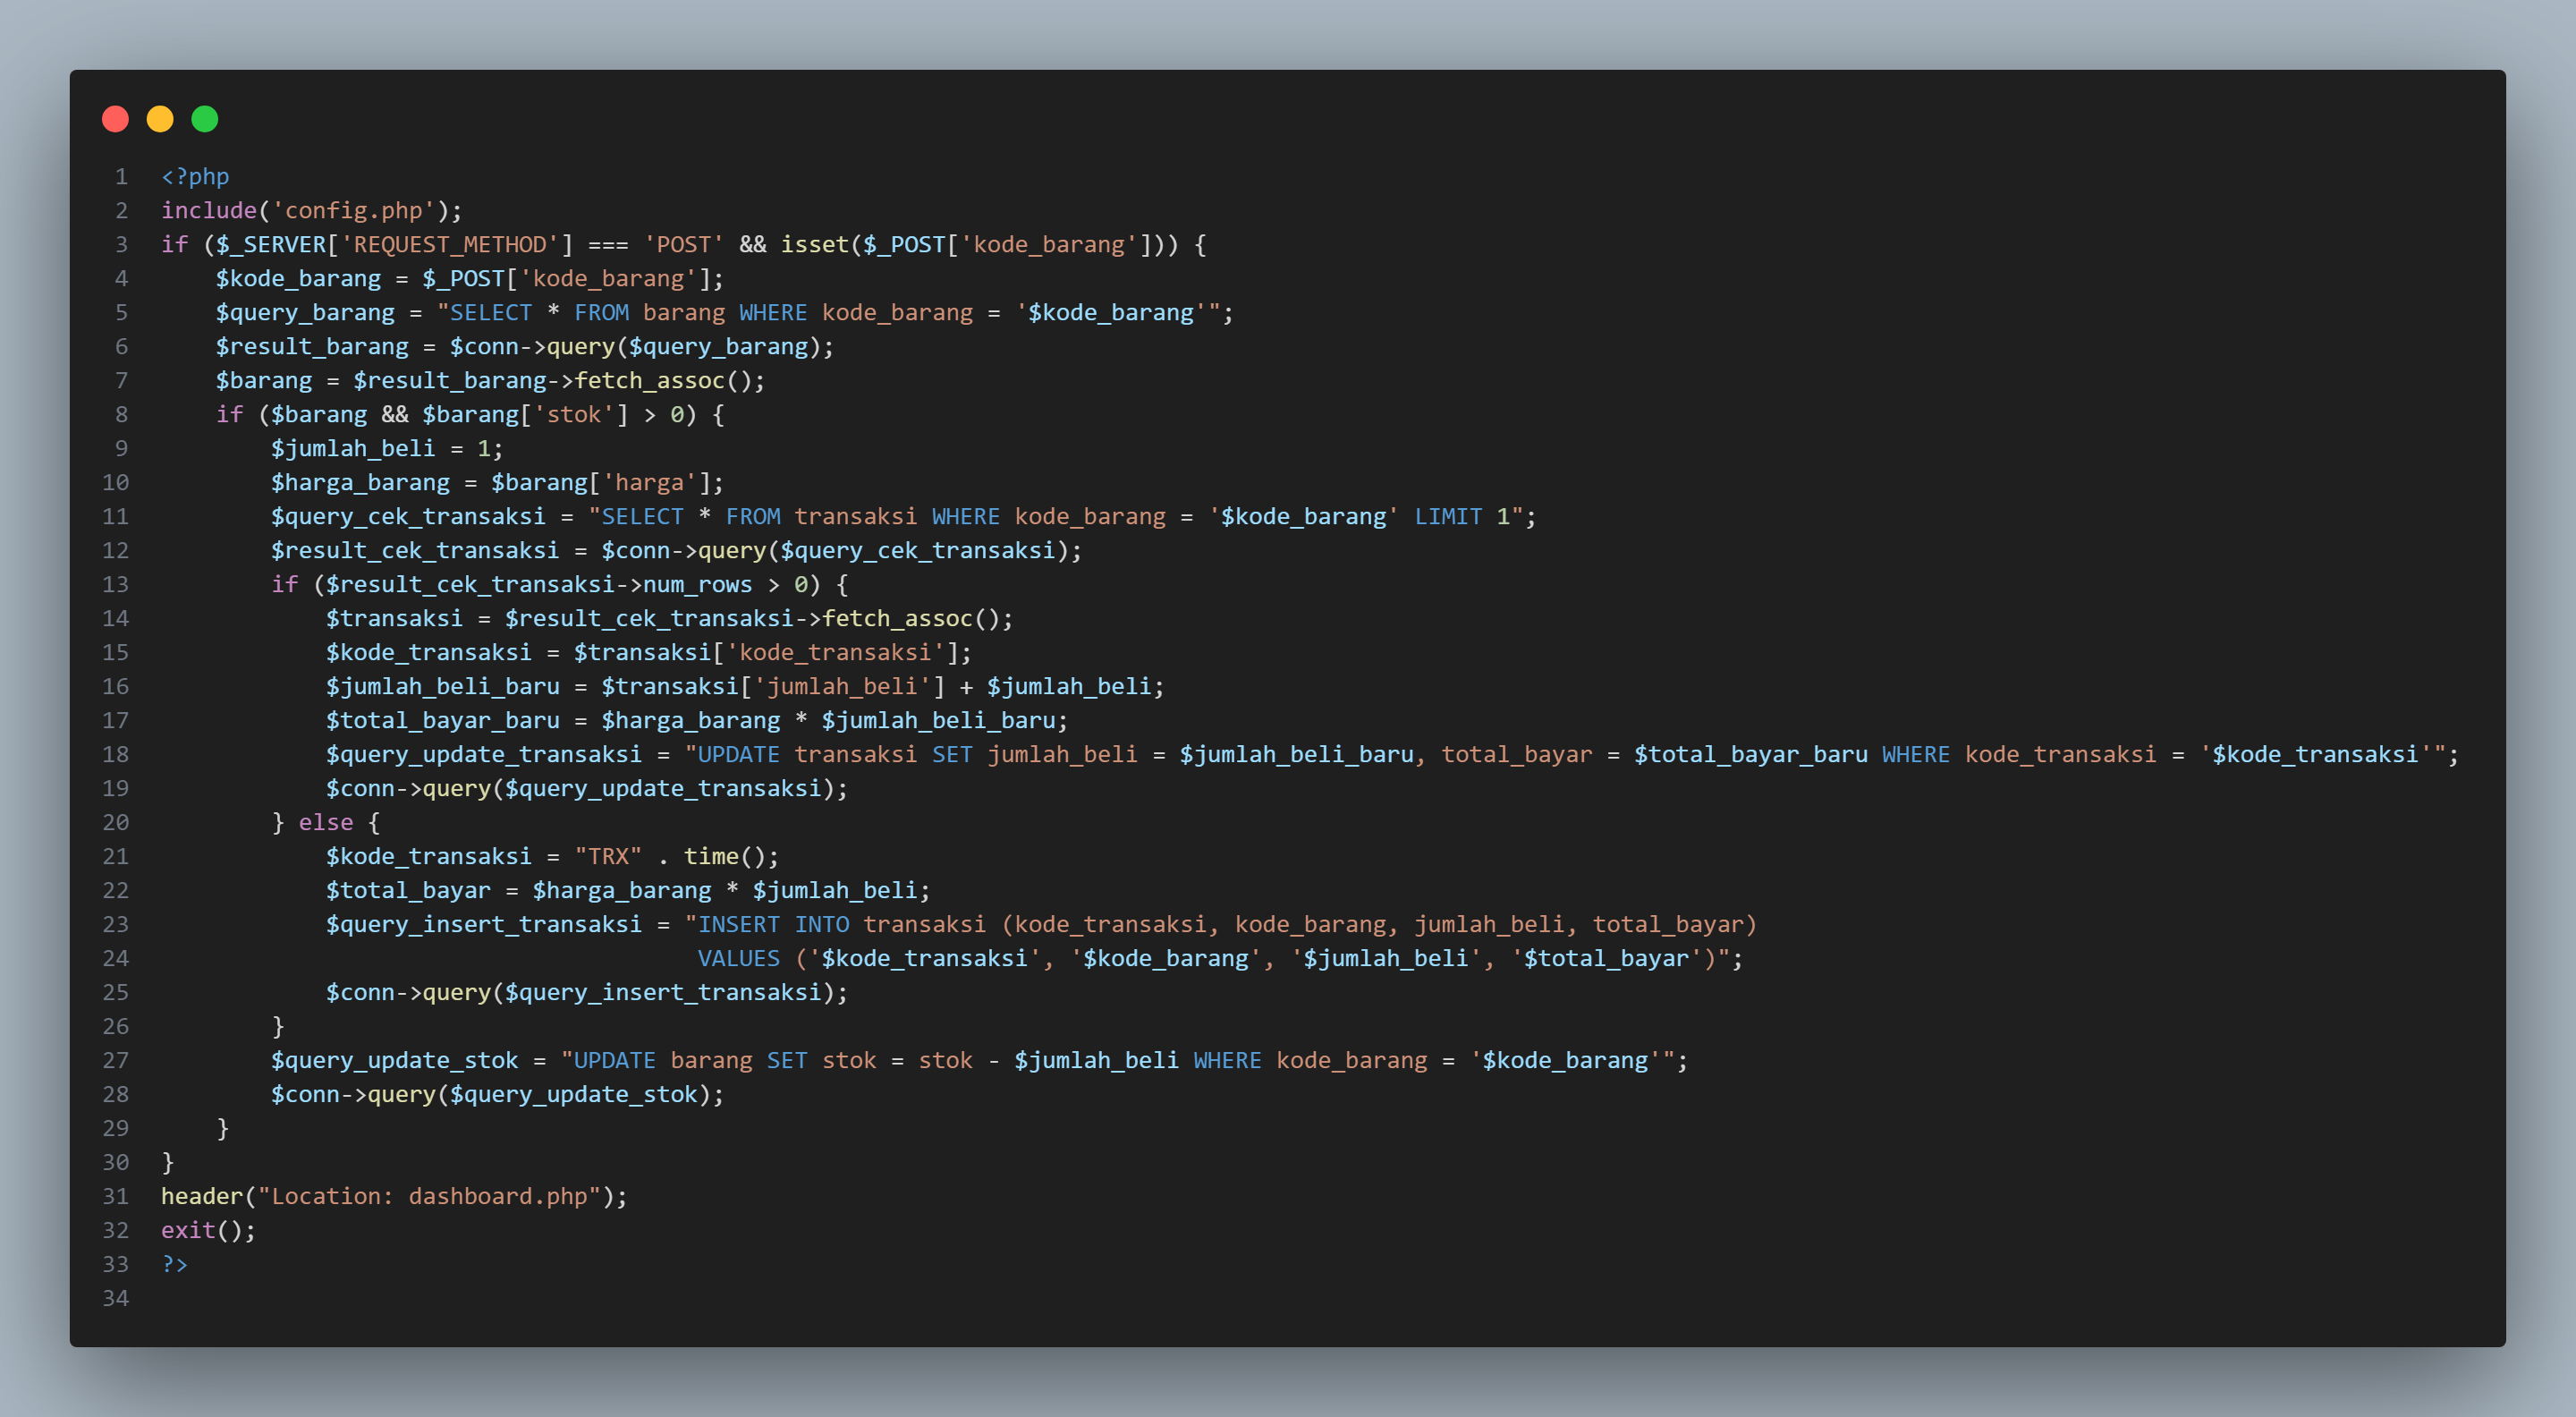 1 <?php
2 include('config.php');
3 if ($_SERVER['REQUEST_METHOD'] === 'POST' && isset($_POST['kode_barang'])) {
4     $kode_barang = $_POST['kode_barang'];
5     $query_barang = "SELECT * FROM barang WHERE kode_barang = '$kode_barang'";
6     $result_barang = $conn->query($query_barang);
7     $barang = $result_barang->fetch_assoc();
8     if ($barang && $barang['stok'] > 0) {
9         $jumlah_beli = 1;
10         $harga_barang = $barang['harga'];
11         $query_cek_transaksi = "SELECT * FROM transaksi WHERE kode_barang = '$kode_barang' LIMIT 1";
12         $result_cek_transaksi = $conn->query($query_cek_transaksi);
13         if ($result_cek_transaksi->num_rows > 0) {
14             $transaksi = $result_cek_transaksi->fetch_assoc();
15             $kode_transaksi = $transaksi['kode_transaksi'];
16             $jumlah_beli_baru = $transaksi['jumlah_beli'] + $jumlah_beli;
17             $total_bayar_baru = $harga_barang * $jumlah_beli_baru;
18             $query_update_transaksi = "UPDATE transaksi SET jumlah_beli = $jumlah_beli_baru, total_bayar = $total_bayar_baru WHERE kode_transaksi = '$kode_transaksi'";
19             $conn->query($query_update_transaksi);
20         } else {
21             $kode_transaksi = "TRX" . time();
22             $total_bayar = $harga_barang * $jumlah_beli;
23             $query_insert_transaksi = "INSERT INTO transaksi (kode_transaksi, kode_barang, jumlah_beli, total_bayar)
24                                        VALUES ('$kode_transaksi', '$kode_barang', '$jumlah_beli', '$total_bayar')";
25             $conn->query($query_insert_transaksi);
26         }
27         $query_update_stok = "UPDATE barang SET stok = stok - $jumlah_beli WHERE kode_barang = '$kode_barang'";
28         $conn->query($query_update_stok);
29     }
30 }
31 header("Location: dashboard.php");
32 exit();
33 ?>
34